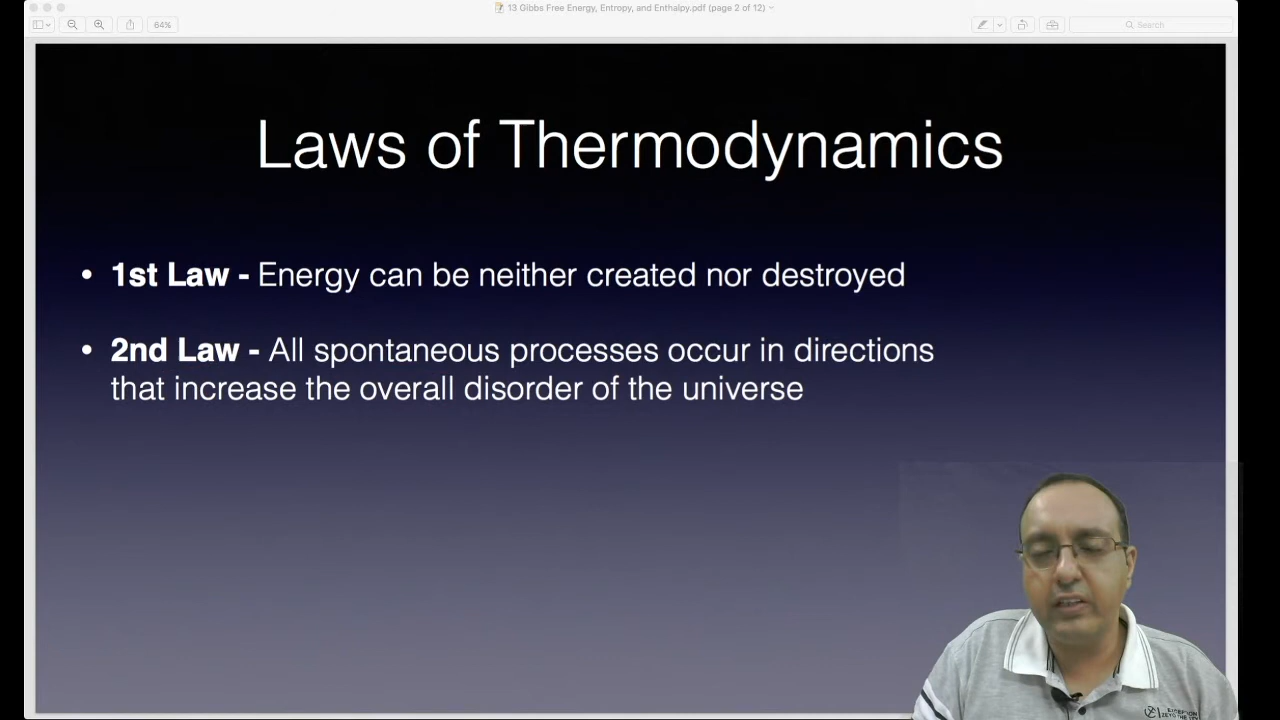 13 Gibbs Free Energy, Entropy, and Enthalpy.pdf (page 2 of 12)
64%
Search
Laws of Thermodynamics
• 1st Law - Energy can be neither created nor destroyed
• 2nd Law - All spontaneous processes occur in directions
that increase the overall disorder of the universe